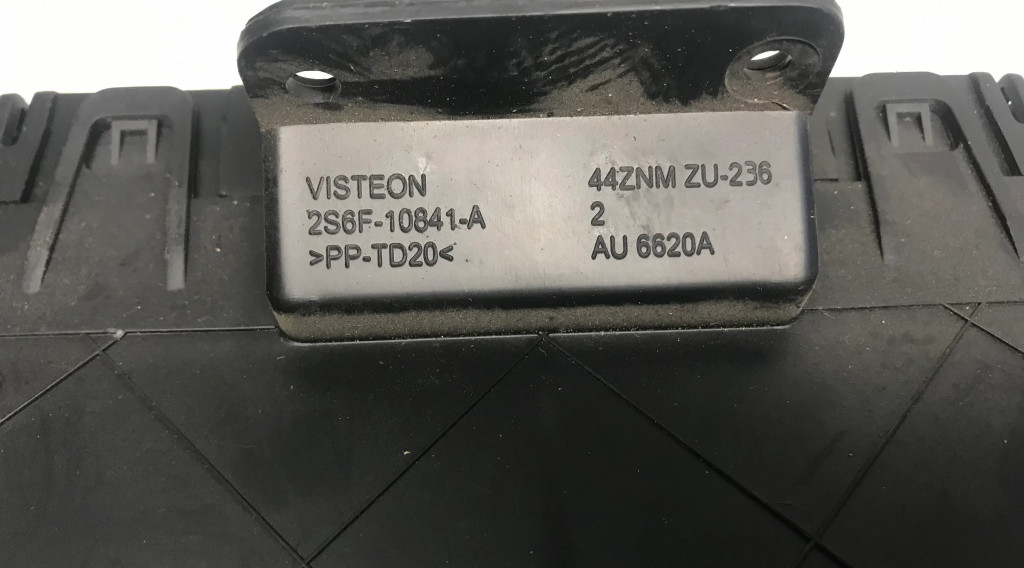 VISTEON
2S6F-10841-A
>PP-TD20<
44ZNM ZU-236
2
AU 6620A